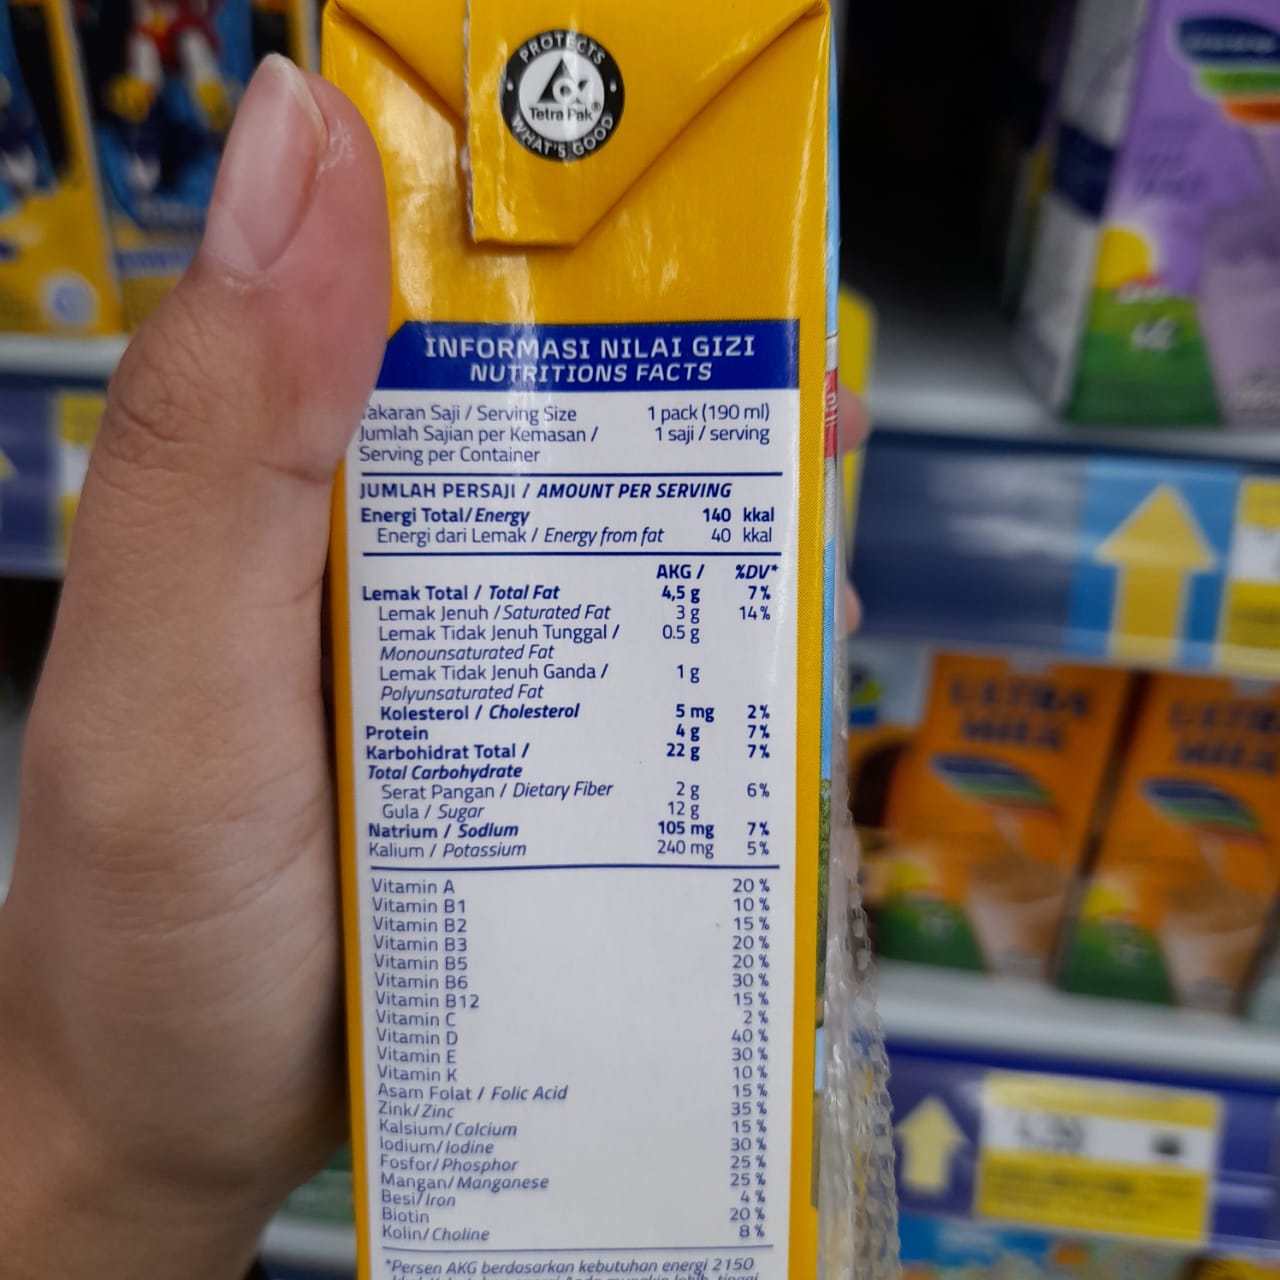 PROTECTS
Tetra Pak®
WHAT'S GOOD
INFORMASI NILAI GIZI
NUTRITIONS FACTS
akaran Saji / Serving Size 1 pack (190 ml)
Jumlah Sajian per Kemasan / 1 saji / serving
Serving per Container
JUMLAH PERSAJI / AMOUNT PER SERVING
Energi Total/Energy 140 kkal
Energi dari Lemak / Energy from fat 40 kkal
AKG / %DV*
Lemak Total / Total Fat 4,5 g 7%
Lemak Jenuh / Saturated Fat 3 g 14%
Lemak Tidak Jenuh Tunggal / 0.5 g
Monounsaturated Fat
Lemak Tidak Jenuh Ganda / 1 g
Polyunsaturated Fat
Kolesterol / Cholesterol 5 mg 2%
Protein 4 g 7%
Karbohidrat Total / 22 g 7%
Total Carbohydrate
Serat Pangan / Dietary Fiber 2 g 6%
Gula / Sugar 12 g
Natrium / Sodium 105 mg 7%
Kalium / Potassium 240 mg 5%
Vitamin A 20 %
Vitamin B1 10 %
Vitamin B2 15 %
Vitamin B3 20 %
Vitamin B5 20 %
Vitamin B6 30 %
Vitamin B12 15 %
Vitamin C 2 %
Vitamin D 40 %
Vitamin E 30 %
Vitamin K 10 %
Asam Folat / Folic Acid 15 %
Zink/Zinc 35 %
Kalsium/Calcium 15 %
Iodium/Iodine 30 %
Fosfor/Phosphor 25 %
Mangan/Manganese 25 %
Besi/Iron 4 %
Biotin 20 %
Kolin/Choline 8 %
*Persen AKG berdasarkan kebutuhan energi 2150
ULTRA
MILK
ULTRA
MILK